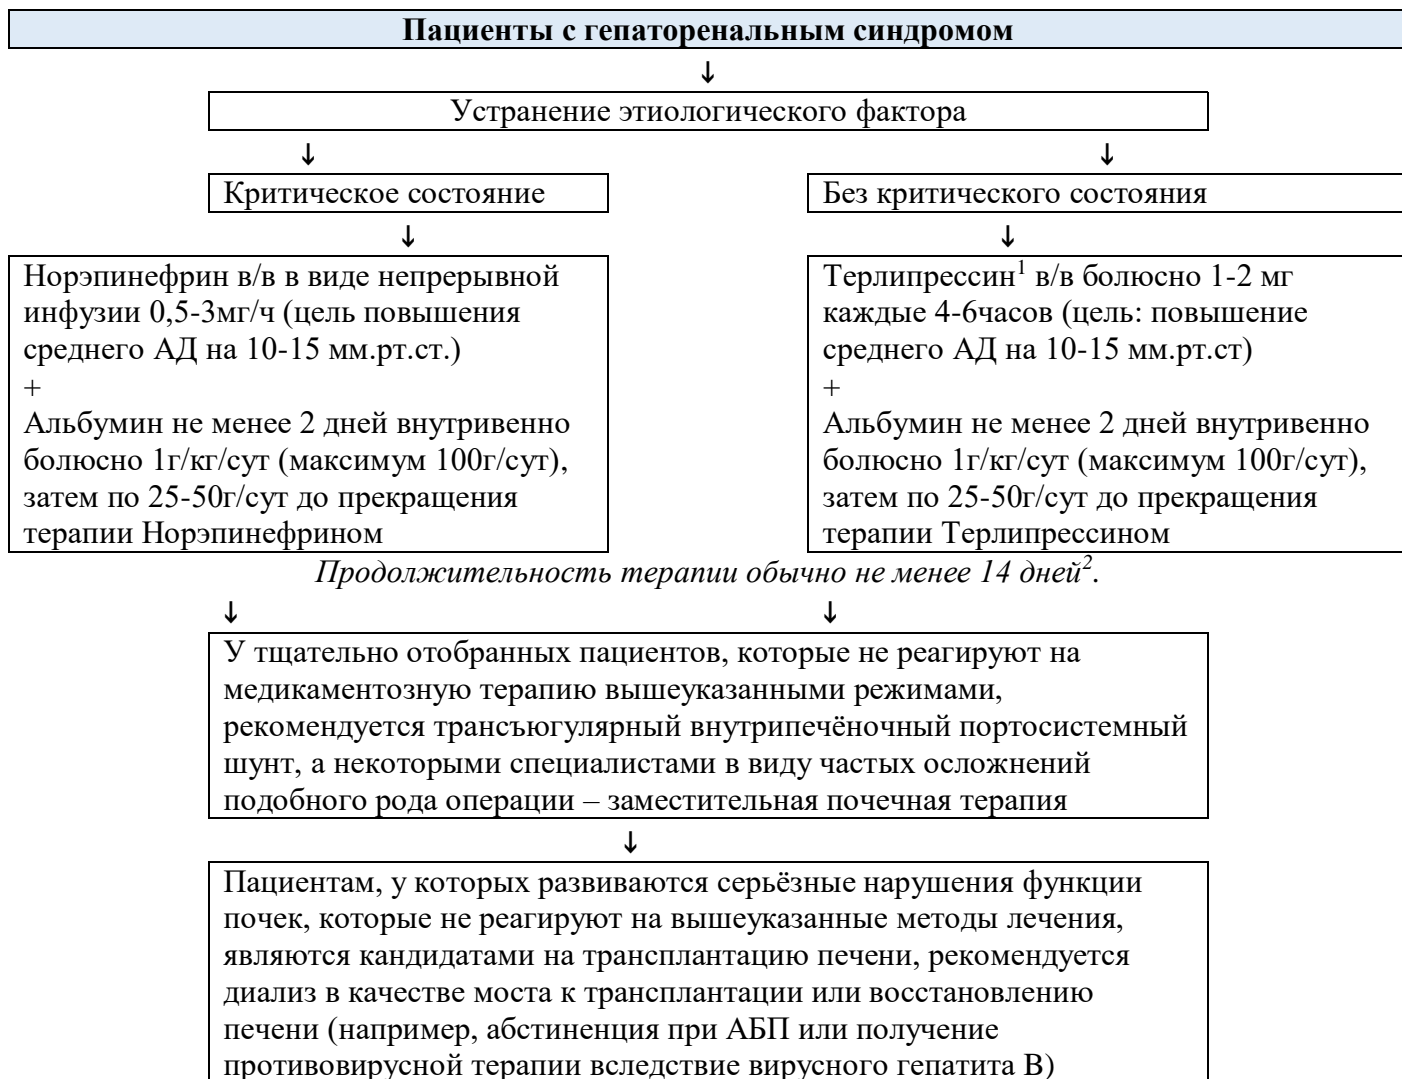 Пациенты с гепаторенальным синдромом
↓
Устранение этиологического фактора
↓ ↓
Критическое состояние
Без критического состояния
↓ ↓
Норэпинефрин в/в в виде непрерывной
инфузии 0,5-3мг/ч (цель повышения
среднего АД на 10-15 мм.рт.ст.)
+
Альбумин не менее 2 дней внутривенно
болюсно 1г/кг/сут (максимум 100г/сут),
затем по 25-50г/сут до прекращения
терапии Норэпинефрином
Терлипрессин¹ в/в болюсно 1-2 мг
каждые 4-6часов (цель: повышение
среднего АД на 10-15 мм.рт.ст)
+
Альбумин не менее 2 дней внутривенно
болюсно 1г/кг/сут (максимум 100г/сут),
затем по 25-50г/сут до прекращения
терапии Терлипрессином
Продолжительность терапии обычно не менее 14 дней².
↓ ↓
У тщательно отобранных пациентов, которые не реагируют на
медикаментозную терапию вышеуказанными режимами,
рекомендуется трансъюгулярный внутрипечёночный портосистемный
шунт, а некоторыми специалистами в виду частых осложнений
подобного рода операции – заместительная почечная терапия
↓
Пациентам, у которых развиваются серьёзные нарушения функции
почек, которые не реагируют на вышеуказанные методы лечения,
являются кандидатами на трансплантацию печени, рекомендуется
диализ в качестве моста к трансплантации или восстановлению
печени (например, абстиненция при АБП или получение
противовирусной терапии вследствие вирусного гепатита В)